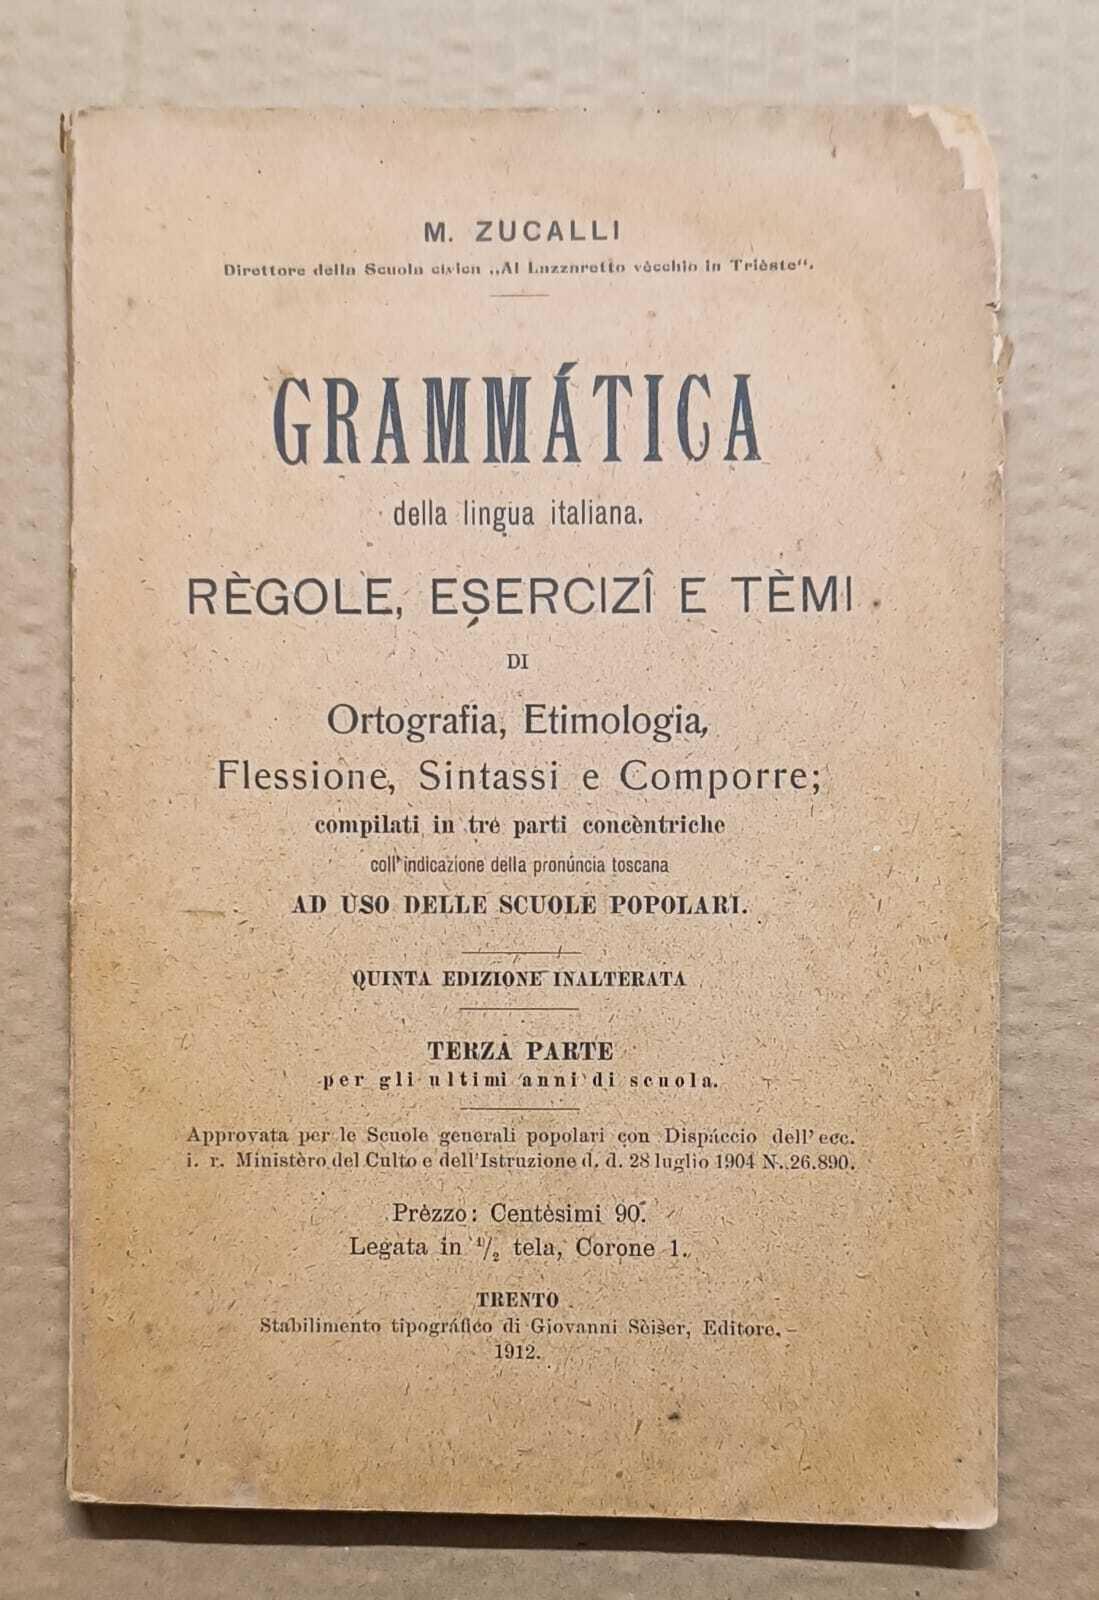 M. ZUCALLI
Direttore della Scuola civica „Al Lazzaretto vècchio in Trièste“.
GRAMMÁTICA
della lingua italiana.
RÈGOLE, EȘERCIZÎ E TÈMI
DI
Ortografia, Etimologia,
Flessione, Sintassi e Comporre;
compilati in tre parti concèntriche
coll'indicazione della pronúncia toscana
AD USO DELLE SCUOLE POPOLARI.
QUINTA EDIZIONE INALTERATA
TERZA PARTE
per gli ultimi anni di scuola.
Approvata per le Scuole generali popolari con Dispáccio dell' ecc.
i. r. Ministèro del Culto e dell'Istruzione d. d. 28 luglio 1904 N. 26.890.
Prèzzo: Centèsimi 90.
Legata in 1/2 tela, Corone 1.
TRENTO
Stabilimento tipográfico di Giovanni Sèiser, Editore.
1912.